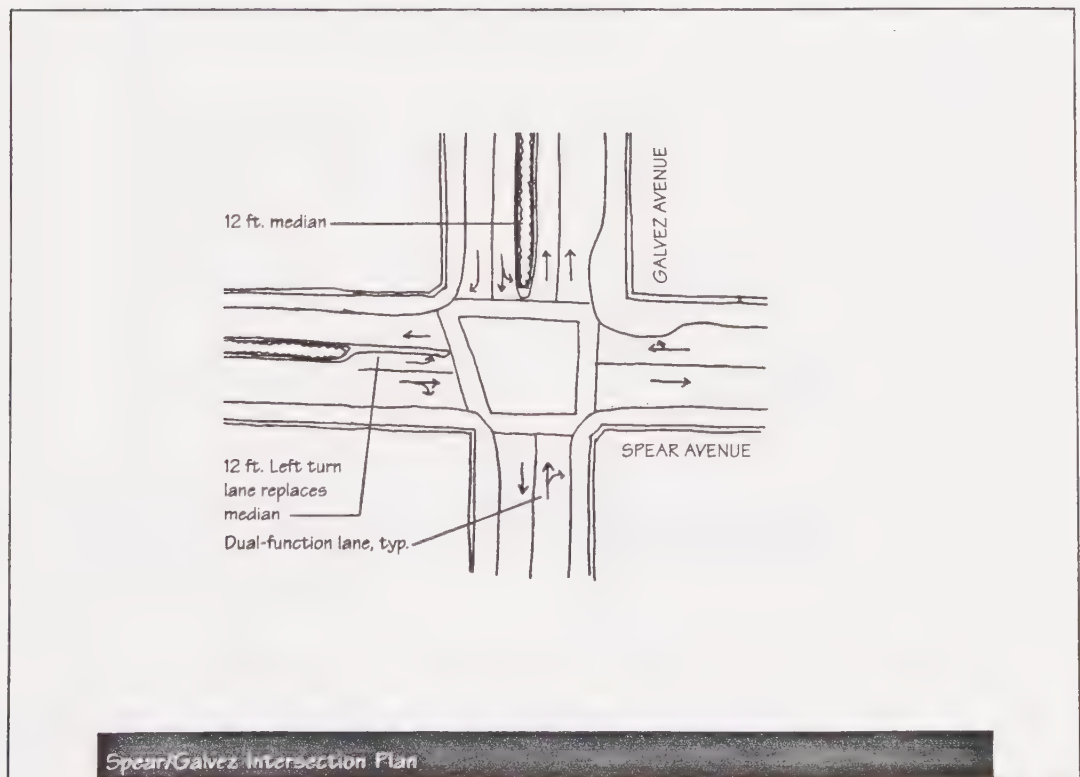 12 ft. median
GALVEZ AVENUE
SPEAR AVENUE
12 ft. Left turn
lane replaces
median
Dual-function lane, typ.
Spear/Galvez Intersection Plan